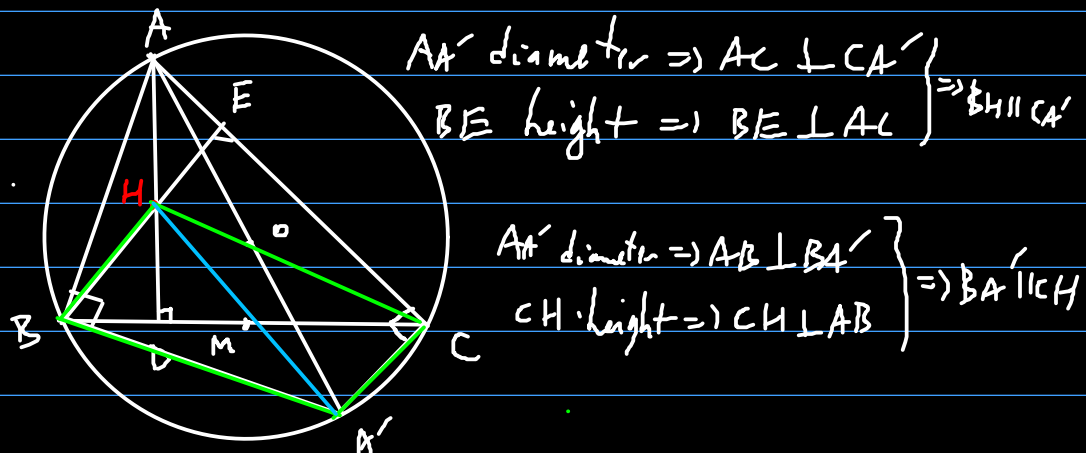 A
E
H
O
B
M
C
A′
AA′ diameter => AC ⊥ CA′
BE height => BE ⊥ AC
=> BH ∥ CA′
AA′ diameter => AB ⊥ BA′
CH height => CH ⊥ AB
=> BA′ ∥ CH